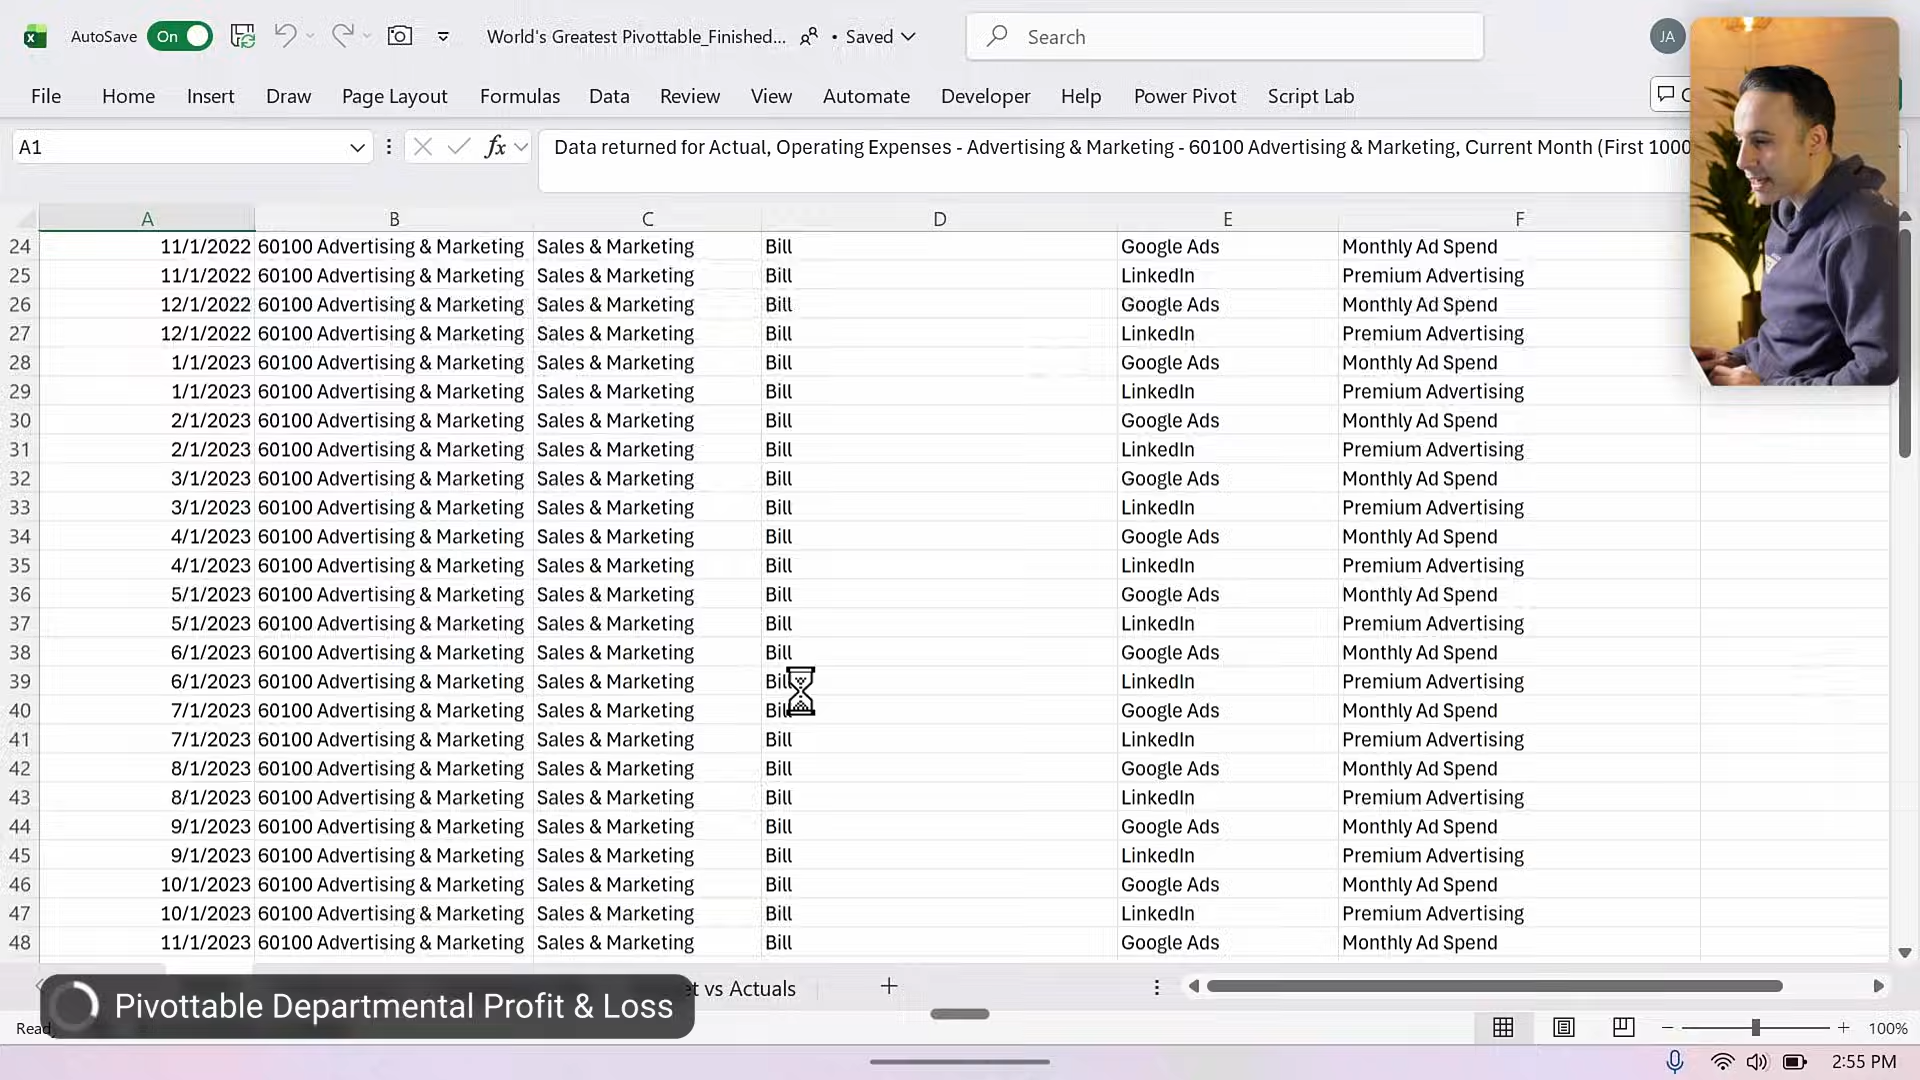 AutoSave On World's Greatest Pivottable_Finished... • Saved Search JA
File Home Insert Draw Page Layout Formulas Data Review View Automate Developer Help Power Pivot Script Lab C
A1 fx Data returned for Actual, Operating Expenses - Advertising & Marketing - 60100 Advertising & Marketing, Current Month (First 1000
A B C D E F
24 11/1/2022 60100 Advertising & Marketing Sales & Marketing Bill Google Ads Monthly Ad Spend
25 11/1/2022 60100 Advertising & Marketing Sales & Marketing Bill LinkedIn Premium Advertising
26 12/1/2022 60100 Advertising & Marketing Sales & Marketing Bill Google Ads Monthly Ad Spend
27 12/1/2022 60100 Advertising & Marketing Sales & Marketing Bill LinkedIn Premium Advertising
28 1/1/2023 60100 Advertising & Marketing Sales & Marketing Bill Google Ads Monthly Ad Spend
29 1/1/2023 60100 Advertising & Marketing Sales & Marketing Bill LinkedIn Premium Advertising
30 2/1/2023 60100 Advertising & Marketing Sales & Marketing Bill Google Ads Monthly Ad Spend
31 2/1/2023 60100 Advertising & Marketing Sales & Marketing Bill LinkedIn Premium Advertising
32 3/1/2023 60100 Advertising & Marketing Sales & Marketing Bill Google Ads Monthly Ad Spend
33 3/1/2023 60100 Advertising & Marketing Sales & Marketing Bill LinkedIn Premium Advertising
34 4/1/2023 60100 Advertising & Marketing Sales & Marketing Bill Google Ads Monthly Ad Spend
35 4/1/2023 60100 Advertising & Marketing Sales & Marketing Bill LinkedIn Premium Advertising
36 5/1/2023 60100 Advertising & Marketing Sales & Marketing Bill Google Ads Monthly Ad Spend
37 5/1/2023 60100 Advertising & Marketing Sales & Marketing Bill LinkedIn Premium Advertising
38 6/1/2023 60100 Advertising & Marketing Sales & Marketing Bill Google Ads Monthly Ad Spend
39 6/1/2023 60100 Advertising & Marketing Sales & Marketing Bill LinkedIn Premium Advertising
40 7/1/2023 60100 Advertising & Marketing Sales & Marketing Bill Google Ads Monthly Ad Spend
41 7/1/2023 60100 Advertising & Marketing Sales & Marketing Bill LinkedIn Premium Advertising
42 8/1/2023 60100 Advertising & Marketing Sales & Marketing Bill Google Ads Monthly Ad Spend
43 8/1/2023 60100 Advertising & Marketing Sales & Marketing Bill LinkedIn Premium Advertising
44 9/1/2023 60100 Advertising & Marketing Sales & Marketing Bill Google Ads Monthly Ad Spend
45 9/1/2023 60100 Advertising & Marketing Sales & Marketing Bill LinkedIn Premium Advertising
46 10/1/2023 60100 Advertising & Marketing Sales & Marketing Bill Google Ads Monthly Ad Spend
47 10/1/2023 60100 Advertising & Marketing Sales & Marketing Bill LinkedIn Premium Advertising
48 11/1/2023 60100 Advertising & Marketing Sales & Marketing Bill Google Ads Monthly Ad Spend
et vs Actuals
Pivottable Departmental Profit & Loss
Ready 100%
2:55 PM